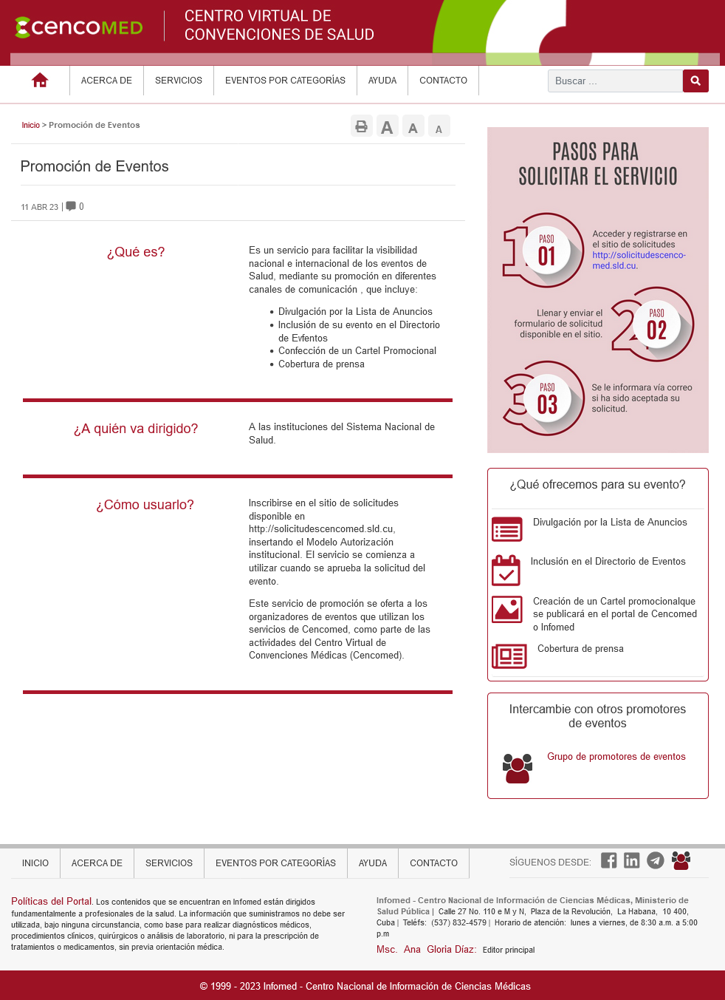 cencoMED
CENTRO VIRTUAL DE
CONVENCIONES DE SALUD
ACERCA DE
SERVICIOS
EVENTOS POR CATEGORÍAS
AYUDA
CONTACTO
Buscar ...
Inicio > Promoción de Eventos
A A A
Promoción de Eventos
11 ABR 23 | 0
¿Qué es?
Es un servicio para facilitar la visibilidad
nacional e internacional de los eventos de
Salud, mediante su promoción en diferentes
canales de comunicación , que incluye:
• Divulgación por la Lista de Anuncios
• Inclusión de su evento en el Directorio
de Evfentos
• Confección de un Cartel Promocional
• Cobertura de prensa
¿A quién va dirigido?
A las instituciones del Sistema Nacional de
Salud.
¿Cómo usuarlo?
Inscribirse en el sitio de solicitudes
disponible en
http://solicitudescencomed.sld.cu,
insertando el Modelo Autorización
institucional. El servicio se comienza a
utilizar cuando se aprueba la solicitud del
evento.
Este servicio de promoción se oferta a los
organizadores de eventos que utilizan los
servicios de Cencomed, como parte de las
actividades del Centro Virtual de
Convenciones Médicas (Cencomed).
PASOS PARA
SOLICITAR EL SERVICIO
1
PASO
01
Acceder y registrarse en
el sitio de solicitudes
http://solicitudescenco-
med.sld.cu.
Llenar y enviar el
formulario de solicitud
disponible en el sitio.
2
PASO
02
3
PASO
03
Se le informara vía correo
si ha sido aceptada su
solicitud.
¿Qué ofrecemos para su evento?
Divulgación por la Lista de Anuncios
Inclusión en el Directorio de Eventos
Creación de un Cartel promocionalque
se publicará en el portal de Cencomed
o Infomed
Cobertura de prensa
Intercambie con otros promotores
de eventos
Grupo de promotores de eventos
INICIO
ACERCA DE
SERVICIOS
EVENTOS POR CATEGORÍAS
AYUDA
CONTACTO
SÍGUENOS DESDE:
Políticas del Portal. Los contenidos que se encuentran en Infomed están dirigidos
fundamentalmente a profesionales de la salud. La información que suministramos no debe ser
utilizada, bajo ninguna circunstancia, como base para realizar diagnósticos médicos,
procedimientos clínicos, quirúrgicos o análisis de laboratorio, ni para la prescripción de
tratamientos o medicamentos, sin previa orientación médica.
Infomed - Centro Nacional de Información de Ciencias Médicas, Ministerio de
Salud Pública | Calle 27 No. 110 e M y N, Plaza de la Revolución, La Habana, 10 400,
Cuba | Teléfs: (537) 832-4579 | Horario de atención: lunes a viernes, de 8:30 a.m. a 5:00
p.m
Msc. Ana Gloria Díaz: Editor principal
© 1999 - 2023 Infomed - Centro Nacional de Información de Ciencias Médicas